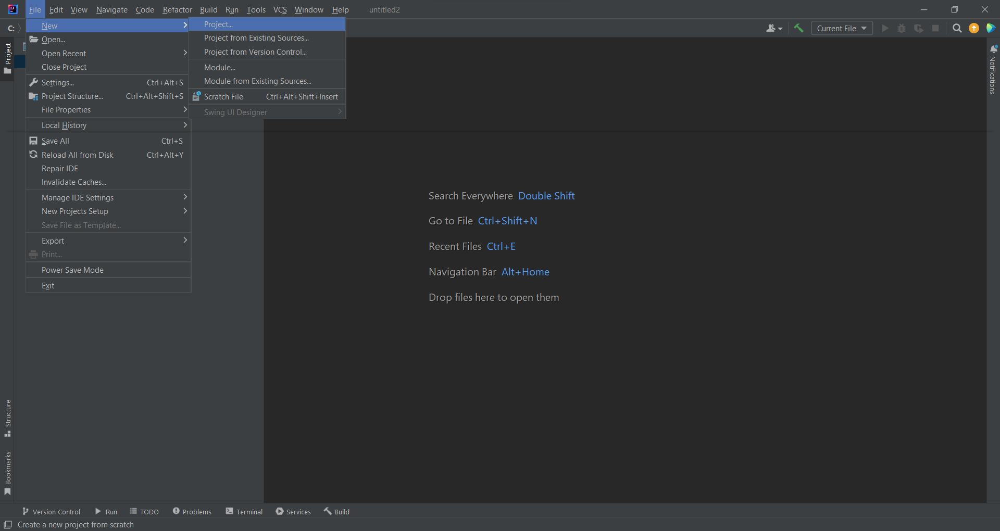 File Edit View Navigate Code Refactor Build Run Tools VCS Window Help untitled2
C:
Current File
New
Open...
Open Recent
Close Project
Settings... Ctrl+Alt+S
Project Structure... Ctrl+Alt+Shift+S
File Properties
Local History
Save All Ctrl+S
Reload All from Disk Ctrl+Alt+Y
Repair IDE
Invalidate Caches...
Manage IDE Settings
New Projects Setup
Save File as Template...
Export
Print...
Power Save Mode
Exit
Project...
Project from Existing Sources...
Project from Version Control...
Module...
Module from Existing Sources...
Scratch File Ctrl+Alt+Shift+Insert
Swing UI Designer
Search Everywhere Double Shift
Go to File Ctrl+Shift+N
Recent Files Ctrl+E
Navigation Bar Alt+Home
Drop files here to open them
Project
Structure
Bookmarks
Notifications
Version Control Run TODO Problems Terminal Services Build
Create a new project from scratch